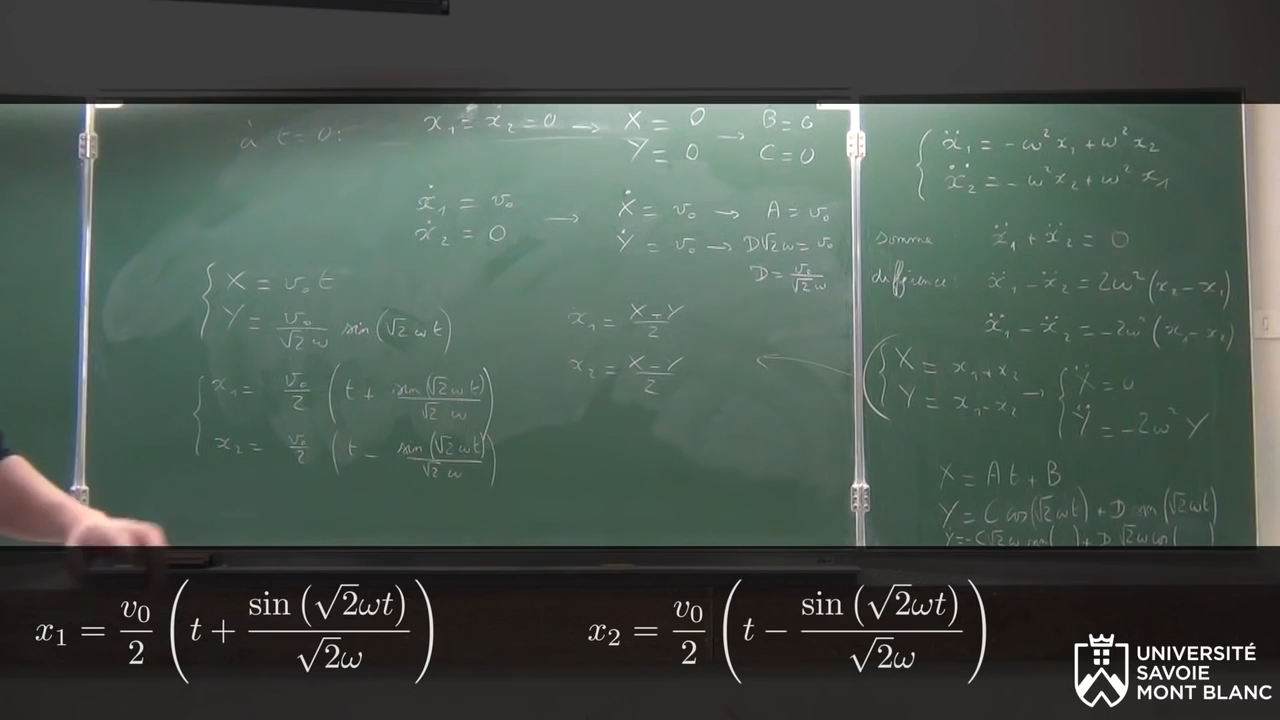 à t=0: x₁ = x₂ = 0 → X = 0 → B = 0
Y = 0 C = 0
ẋ₁ = v₀ → Ẋ = v₀ → A = v₀
ẋ₂ = 0 Ẏ = v₀ → D√2ω = v₀
D = v₀/(√2 ω)
X = v₀ t
Y = v₀/(√2 ω) sin(√2 ω t)
x₁ = (X+Y)/2
x₂ = (X−Y)/2
x₁ = v₀/2 (t + sin(√2 ω t)/(√2 ω))
x₂ = v₀/2 (t − sin(√2 ω t)/(√2 ω))
ẍ₁ = −ω² x₁ + ω² x₂
ẍ₂ = −ω² x₂ + ω² x₁
somme ẍ₁ + ẍ₂ = 0
différence ẍ₁ − ẍ₂ = 2ω² (x₂ − x₁)
ẍ₁ − ẍ₂ = −2ω² (x₁ − x₂)
X = x₁ + x₂ → Ẍ = 0
Y = x₁ − x₂ Ÿ = −2ω² Y
X = A t + B
Y = C cos(√2 ωt) + D sin(√2 ωt)
x₁ = v₀/2 (t + sin(√2ωt)/(√2ω)) x₂ = v₀/2 (t − sin(√2ωt)/(√2ω))
UNIVERSITÉ
SAVOIE
MONT BLANC